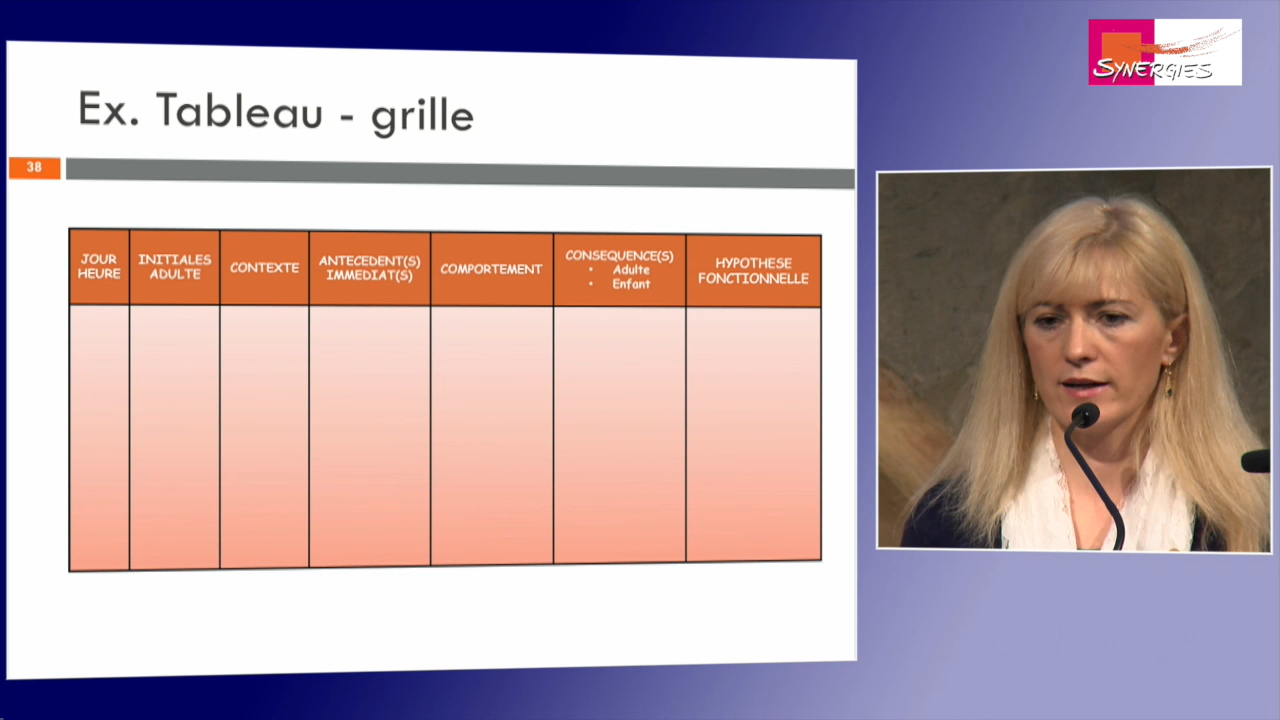 SYNERGIES
Ex. Tableau - grille
38
JOUR
HEURE
INITIALES
ADULTE
CONTEXTE
ANTECEDENT(S)
IMMEDIAT(S)
COMPORTEMENT
CONSEQUENCE(S)
• Adulte
• Enfant
HYPOTHESE
FONCTIONNELLE